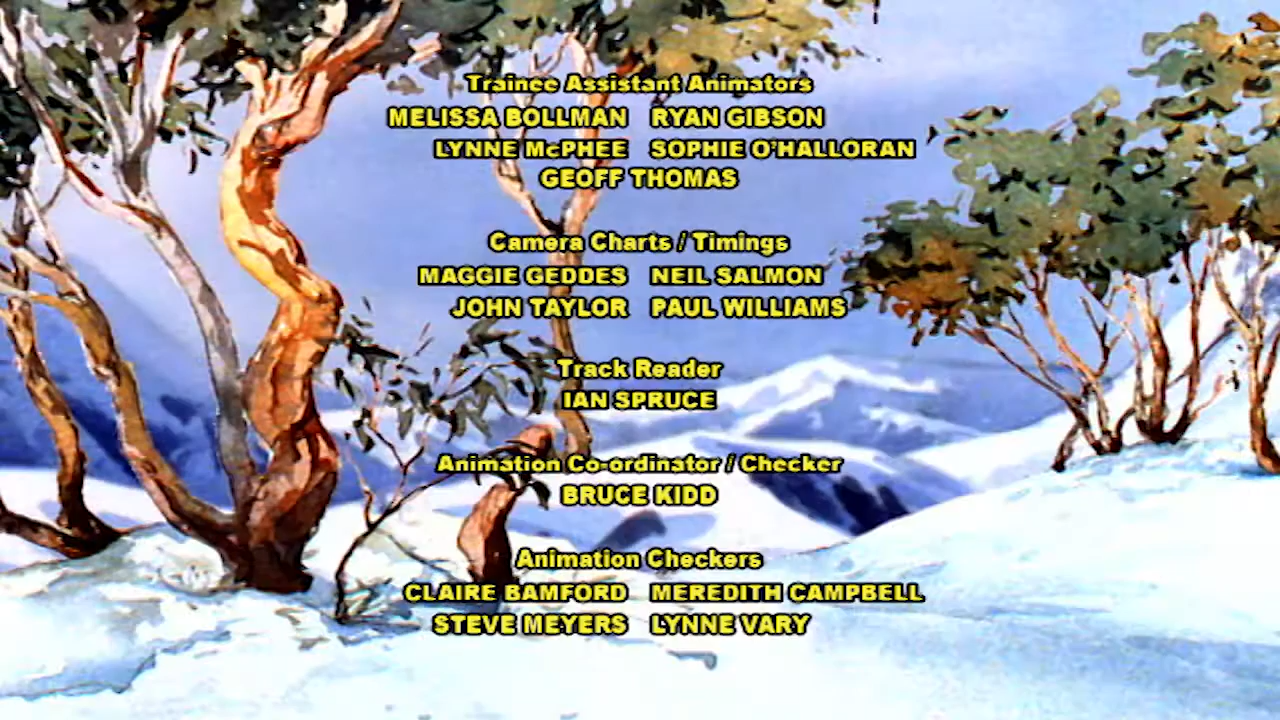 Trainee Assistant Animators
MELISSA BOLLMAN RYAN GIBSON
LYNNE McPHEE SOPHIE O'HALLORAN
GEOFF THOMAS
Camera Charts / Timings
MAGGIE GEDDES NEIL SALMON
JOHN TAYLOR PAUL WILLIAMS
Track Reader
IAN SPRUCE
Animation Co-ordinator / Checker
BRUCE KIDD
Animation Checkers
CLAIRE BAMFORD MEREDITH CAMPBELL
STEVE MEYERS LYNNE VARY